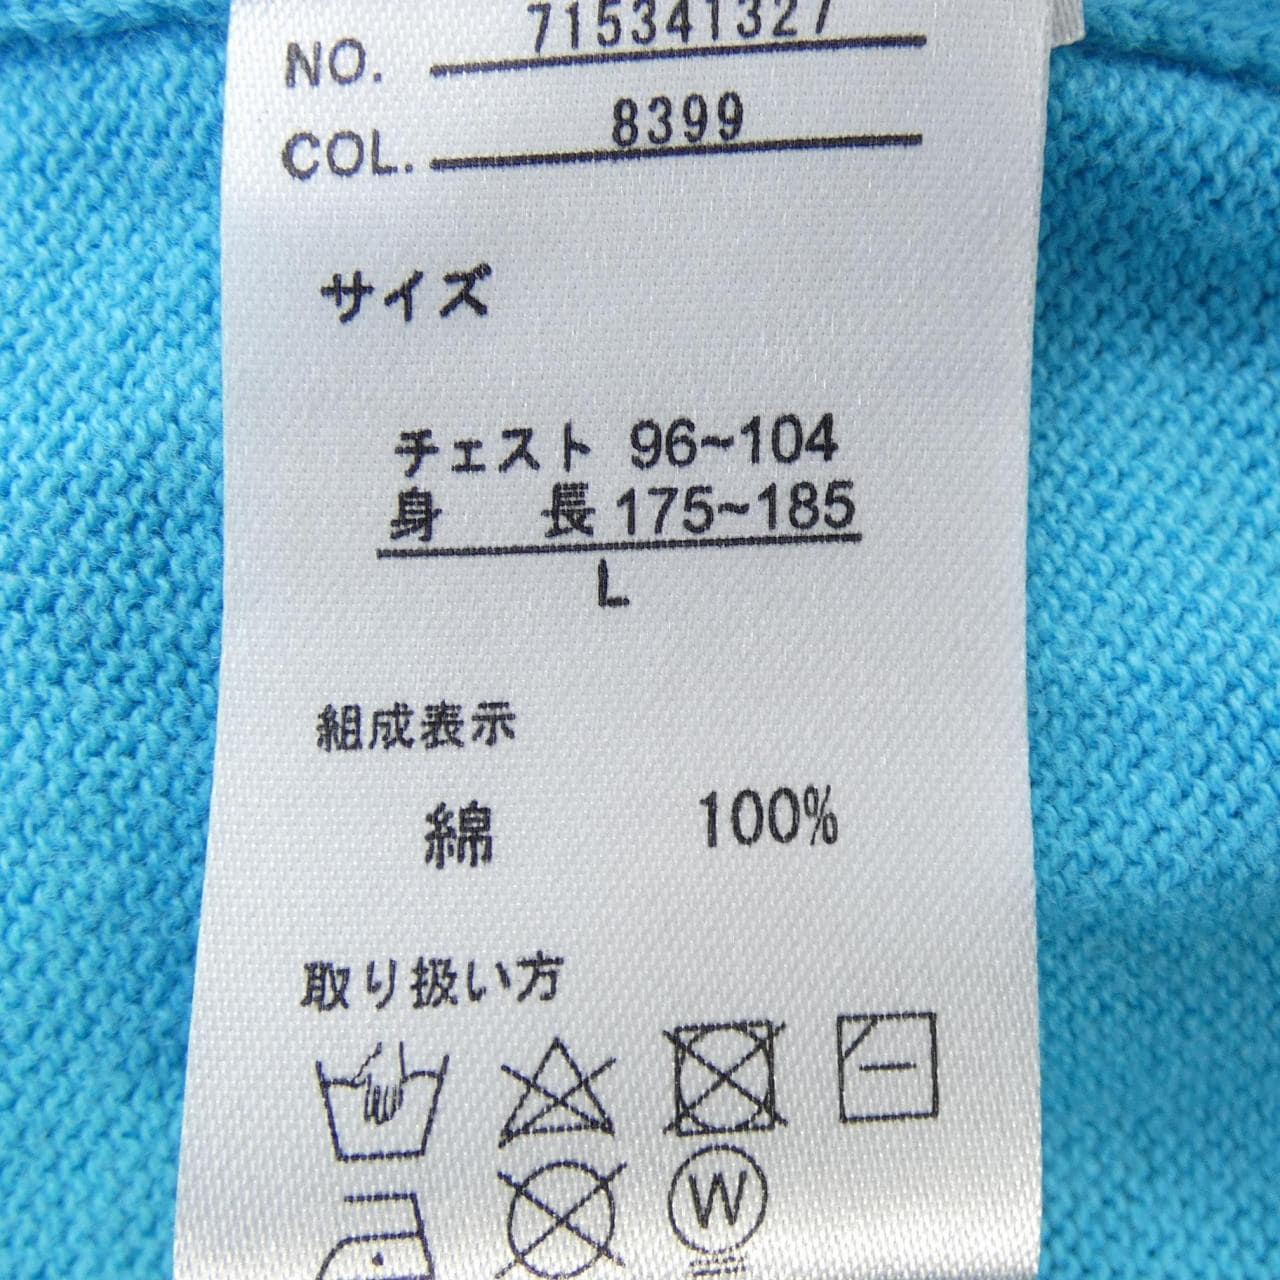 NO. 715341327
COL. 8399
サイズ
チェスト 96~104
身 長 175~185
L
組成表示
綿 100%
取り扱い方
W